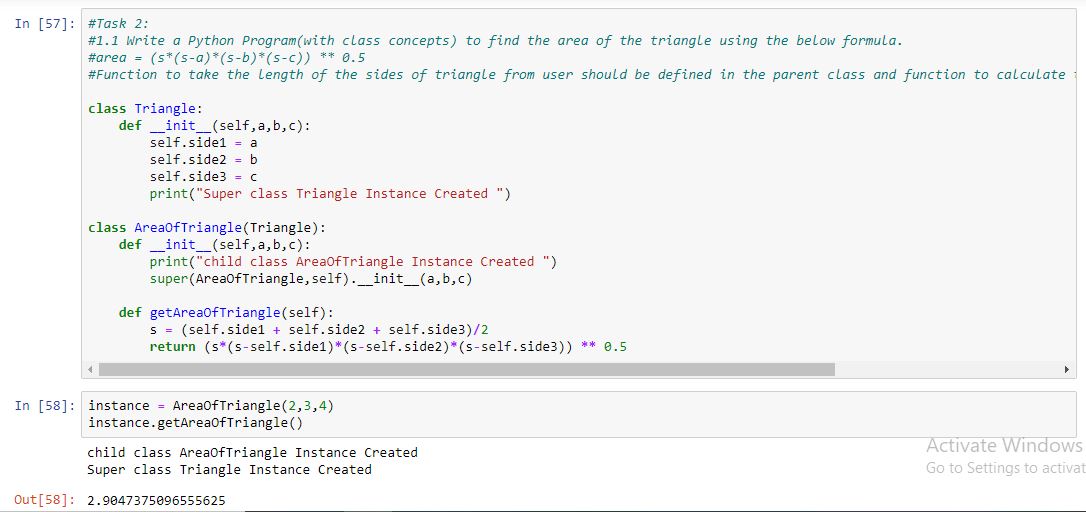 In [57]: #Task 2:
#1.1 Write a Python Program(with class concepts) to find the area of the triangle using the below formula.
#area = (s*(s-a)*(s-b)*(s-c)) ** 0.5
#Function to take the length of the sides of triangle from user should be defined in the parent class and function to calculate
class Triangle:
    def __init__(self,a,b,c):
        self.side1 = a
        self.side2 = b
        self.side3 = c
        print("Super class Triangle Instance Created ")
class AreaOfTriangle(Triangle):
    def __init__(self,a,b,c):
        print("child class AreaOfTriangle Instance Created ")
        super(AreaOfTriangle,self).__init__(a,b,c)
    def getAreaOfTriangle(self):
        s = (self.side1 + self.side2 + self.side3)/2
        return (s*(s-self.side1)*(s-self.side2)*(s-self.side3)) ** 0.5
In [58]: instance = AreaOfTriangle(2,3,4)
instance.getAreaOfTriangle()
child class AreaOfTriangle Instance Created
Super class Triangle Instance Created
Out[58]: 2.9047375096555625
Activate Windows
Go to Settings to activat